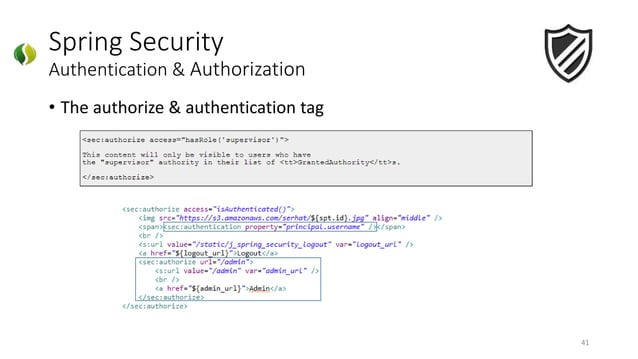 Spring Security
Authentication & Authorization
• The authorize & authentication tag
<sec:authorize access="hasRole('supervisor')">
This content will only be visible to users who have
the "supervisor" authority in their list of <tt>GrantedAuthority</tt>s.
</sec:authorize>
<sec:authorize access="isAuthenticated()">
<img src="https://s3.amazonaws.com/serhat/${spt.id}.jpg" align="middle" />
<span><sec:authentication property="principal.username" /></span>
<br />
<s:url value="/static/j_spring_security_logout" var="logout_url" />
<a href="${logout_url}">Logout</a>
<sec:authorize url="/admin">
<s:url value="/admin" var="admin_url" />
<br />
<a href="${admin_url}">Admin</a>
</sec:authorize>
</sec:authorize>
41